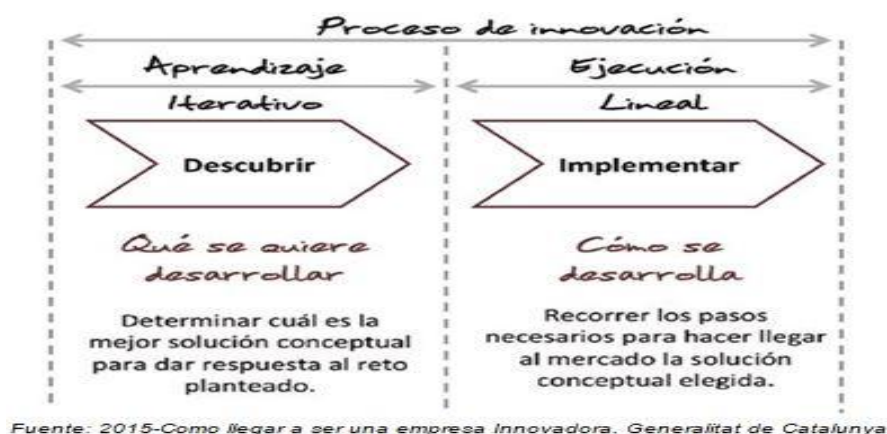 Proceso de innovación
Aprendizaje
Ejecución
Iterativo
Lineal
Descubrir
Implementar
Qué se quiere
desarrollar
Determinar cuál es la
mejor solución conceptual
para dar respuesta al reto
planteado.
Cómo se
desarrolla
Recorrer los pasos
necesarios para hacer llegar
al mercado la solución
conceptual elegida.
Fuente: 2015-Como llegar a ser una empresa Innovadora. Generalitat de Catalunya